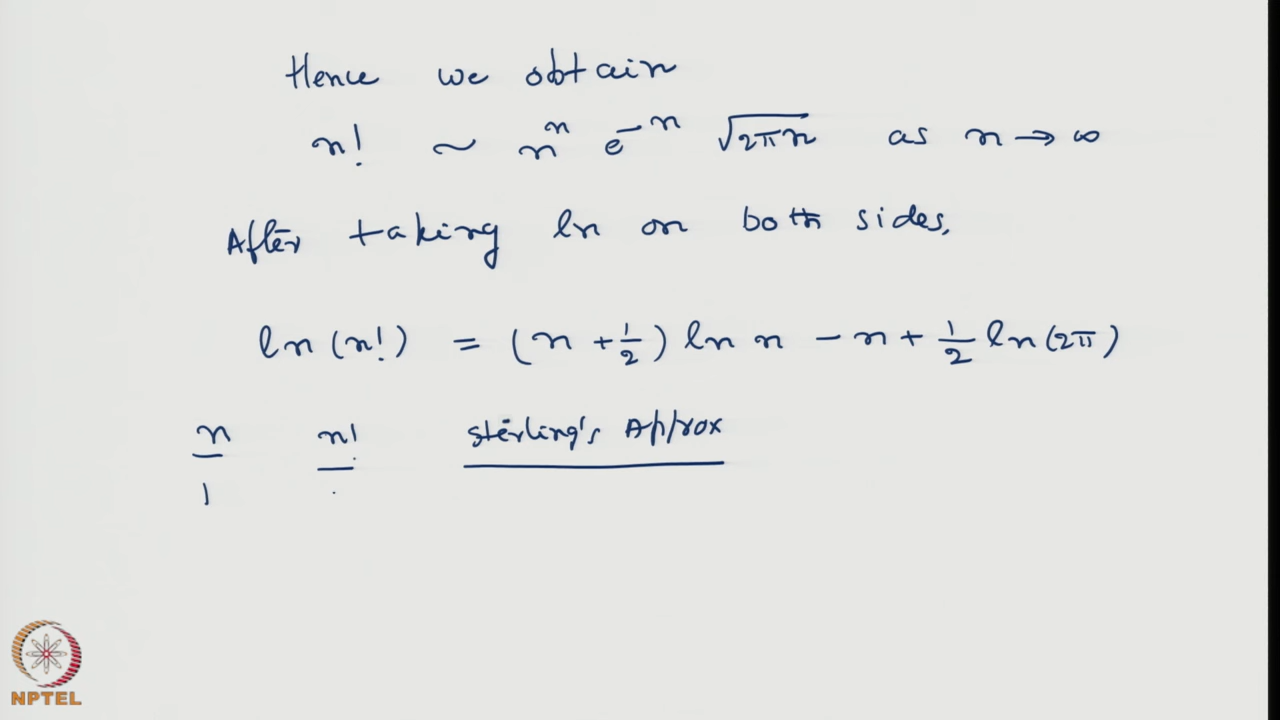 Hence we obtain
n! ~ nⁿ e⁻ⁿ √2πn as n → ∞
After taking ln on both sides,
ln(n!) = (n + 1/2) ln n − n + 1/2 ln(2π)
n n! Sterling's Approx
1
NPTEL